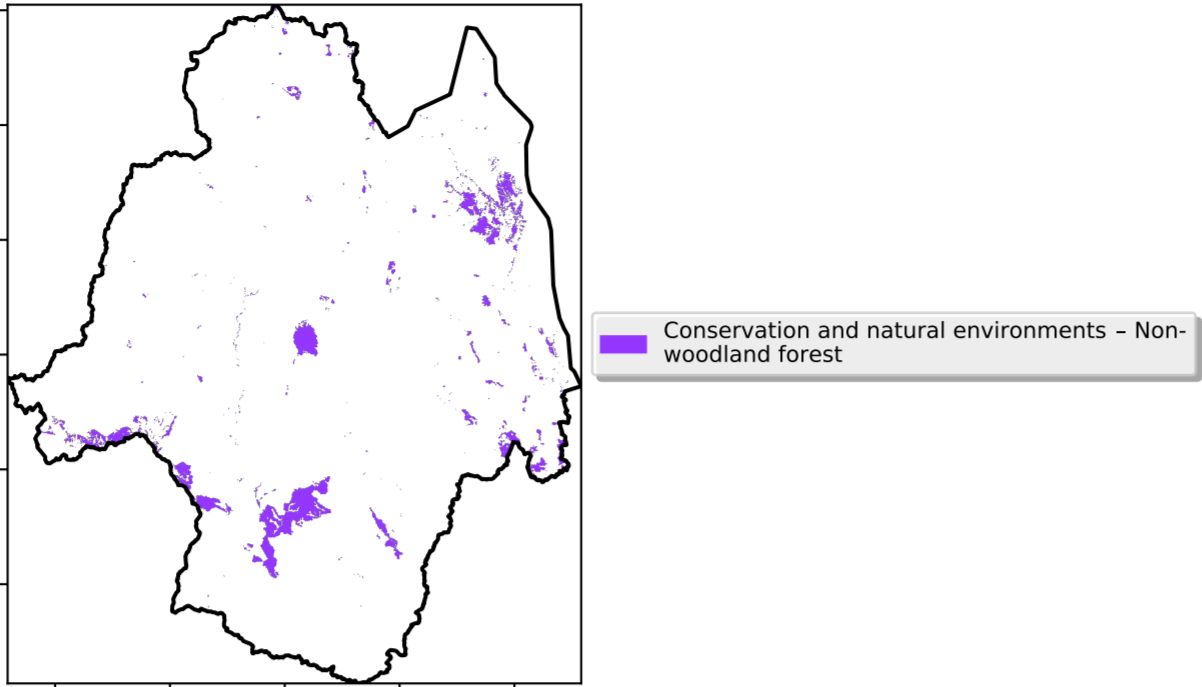 Conservation and natural environments – Non-
woodland forest